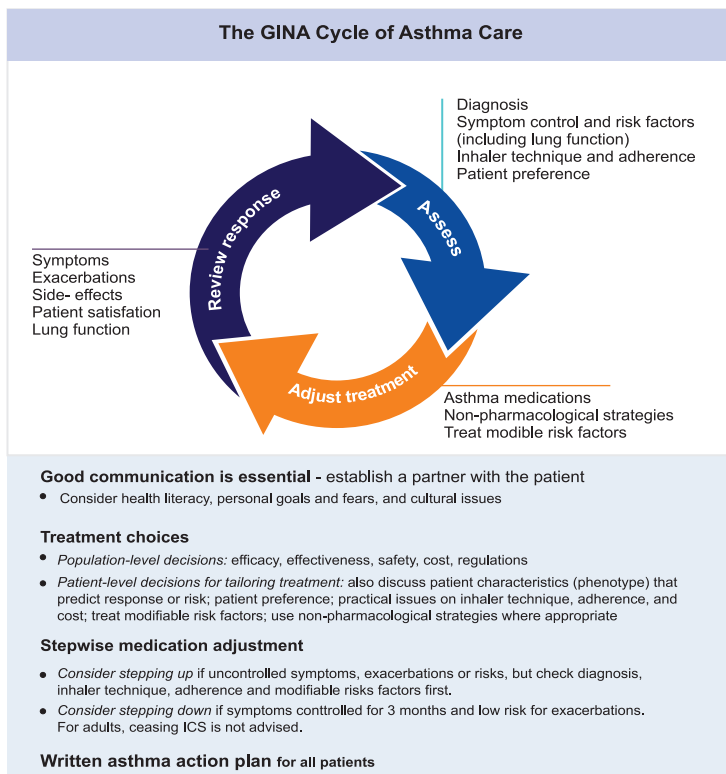 The GINA Cycle of Asthma Care
Diagnosis
Symptom control and risk factors
(including lung function)
Inhaler technique and adherence
Patient preference
Assess
Review response
Symptoms
Exacerbations
Side- effects
Patient satisfation
Lung function
Adjust treatment
Asthma medications
Non-pharmacological strategies
Treat modible risk factors
Good communication is essential - establish a partner with the patient
• Consider health literacy, personal goals and fears, and cultural issues
Treatment choices
• Population-level decisions: efficacy, effectiveness, safety, cost, regulations
• Patient-level decisions for tailoring treatment: also discuss patient characteristics (phenotype) that
predict response or risk; patient preference; practical issues on inhaler technique, adherence, and
cost; treat modifiable risk factors; use non-pharmacological strategies where appropriate
Stepwise medication adjustment
• Consider stepping up if uncontrolled symptoms, exacerbations or risks, but check diagnosis,
inhaler technique, adherence and modifiable risks factors first.
• Consider stepping down if symptoms conttrolled for 3 months and low risk for exacerbations.
For adults, ceasing ICS is not advised.
Written asthma action plan for all patients